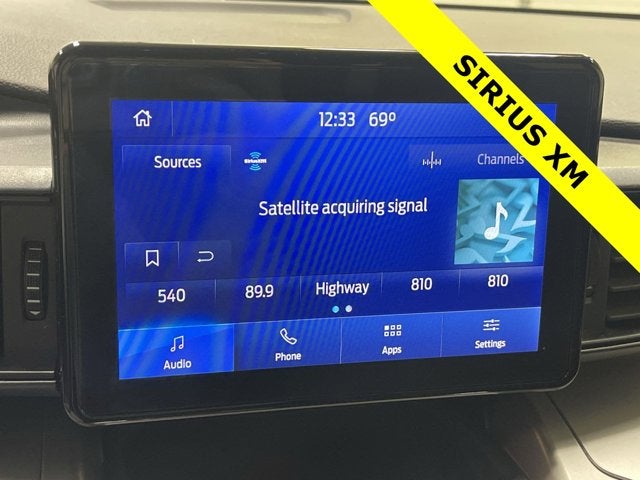 12:33 69°
SIRIUS XM
Sources
SiriusXM
Channels
Satellite acquiring signal
540 89.9 Highway 810 810
Audio Phone Apps Settings